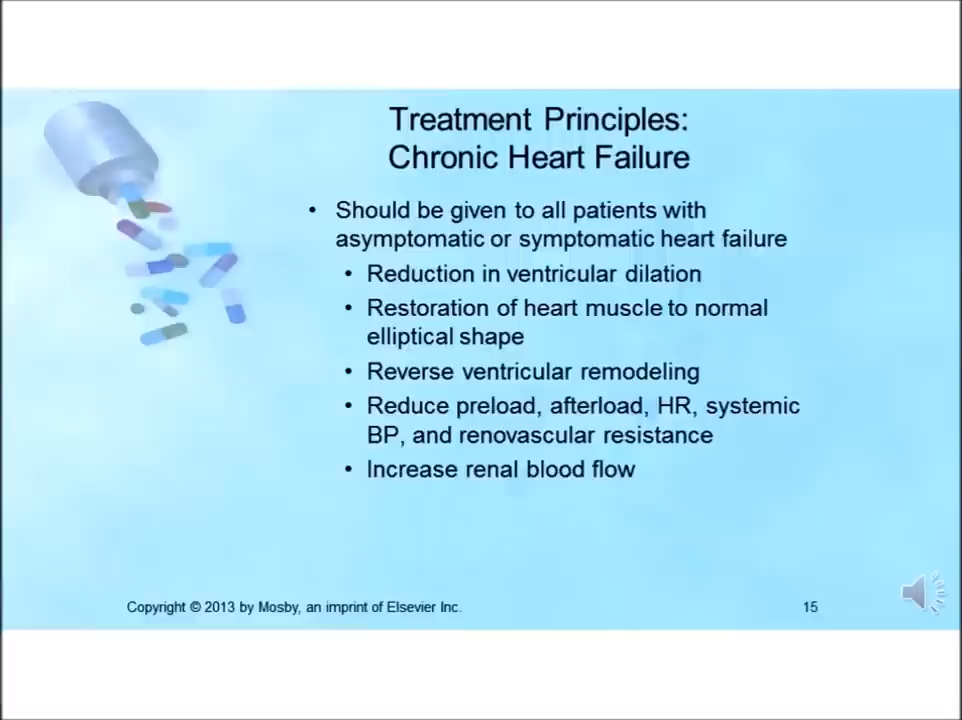 Treatment Principles:
Chronic Heart Failure
• Should be given to all patients with
asymptomatic or symptomatic heart failure
• Reduction in ventricular dilation
• Restoration of heart muscle to normal
elliptical shape
• Reverse ventricular remodeling
• Reduce preload, afterload, HR, systemic
BP, and renovascular resistance
• Increase renal blood flow
Copyright © 2013 by Mosby, an imprint of Elsevier Inc.
15